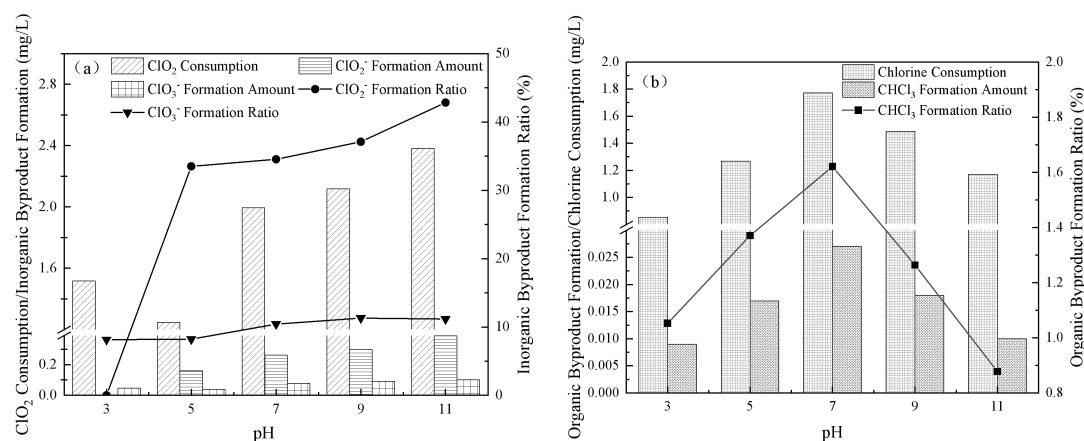 (a)
ClO₂ Consumption
ClO₂⁻ Formation Amount
ClO₃⁻ Formation Amount
ClO₂⁻ Formation Ratio
ClO₃⁻ Formation Ratio
ClO₂ Consumption/Inorganic Byproduct Formation (mg/L)
2.8
2.4
2.0
1.6
0.2
0.0
50
40
30
20
10
0
Inorganic Byproduct Formation Ratio (%)
3 5 7 9 11
pH
(b)
Chlorine Consumption
CHCl₃ Formation Amount
CHCl₃ Formation Ratio
Organic Byproduct Formation/Chlorine Consumption (mg/L)
2.0
1.8
1.6
1.4
1.2
1.0
0.025
0.020
0.015
0.010
0.005
0.000
2.0
1.8
1.6
1.4
1.2
1.0
0.8
Organic Byproduct Formation Ratio (%)
3 5 7 9 11
pH